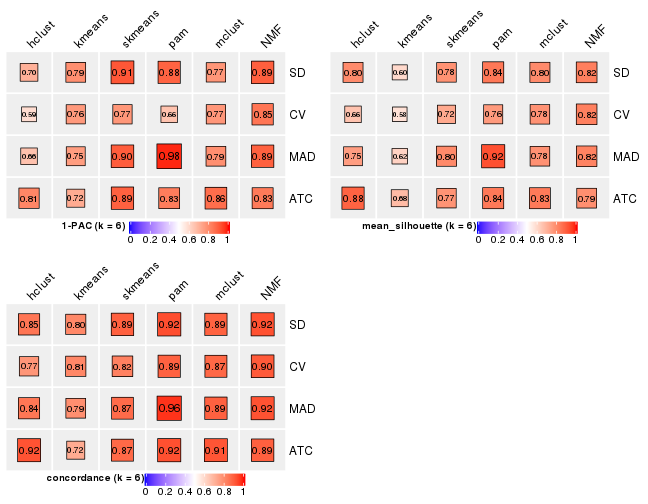 hclust kmeans skmeans pam mclust NMF
0.70 0.79 0.91 0.88 0.77 0.89 SD
0.59 0.76 0.77 0.66 0.77 0.85 CV
0.66 0.75 0.90 0.98 0.79 0.89 MAD
0.81 0.72 0.89 0.83 0.86 0.83 ATC
1-PAC (k = 6)
0 0.2 0.4 0.6 0.8 1
hclust kmeans skmeans pam mclust NMF
0.80 0.60 0.78 0.84 0.80 0.82 SD
0.66 0.58 0.72 0.76 0.78 0.82 CV
0.75 0.62 0.80 0.92 0.78 0.82 MAD
0.88 0.68 0.77 0.84 0.83 0.79 ATC
mean_silhouette (k = 6)
0 0.2 0.4 0.6 0.8 1
hclust kmeans skmeans pam mclust NMF
0.85 0.80 0.89 0.92 0.89 0.92 SD
0.77 0.81 0.82 0.89 0.87 0.90 CV
0.84 0.79 0.87 0.96 0.89 0.92 MAD
0.92 0.72 0.87 0.92 0.91 0.89 ATC
concordance (k = 6)
0 0.2 0.4 0.6 0.8 1